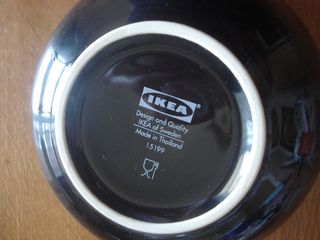 IKEA
Design and Quality
IKEA of Sweden
Made in Thailand
15199